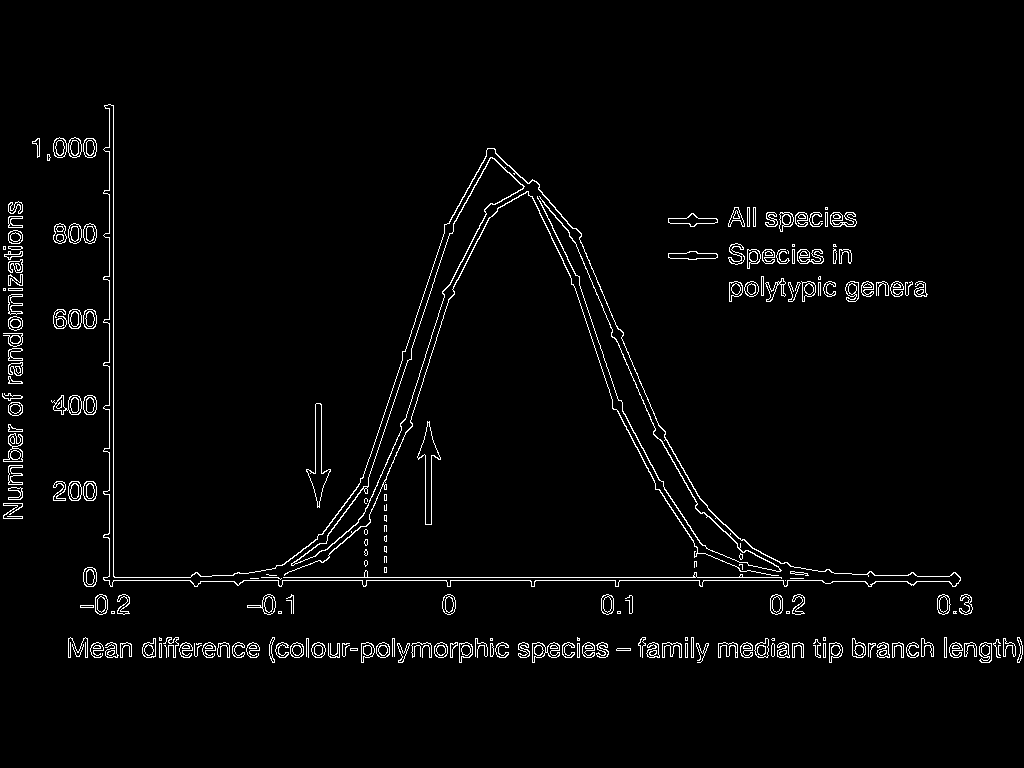 1,000
800
600
400
200
0
Number of randomizations
All species
Species in
polytypic genera
–0.2 –0.1 0 0.1 0.2 0.3
Mean difference (colour-polymorphic species – family median tip branch length)